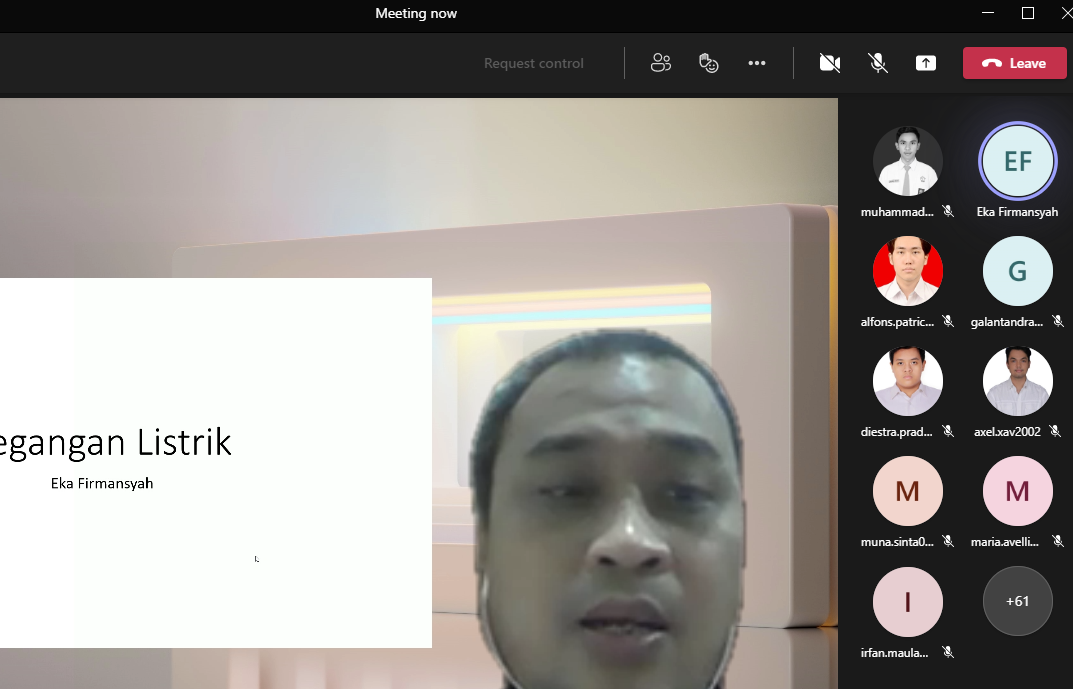 Meeting now
Request control
Leave
muhammad...
EF
Eka Firmansyah
alfons.patric...
G
galantandra...
diestra.prad...
axel.xav2002
M
muna.sinta0...
M
maria.avelli...
I
irfan.maula...
+61
egangan Listrik
Eka Firmansyah